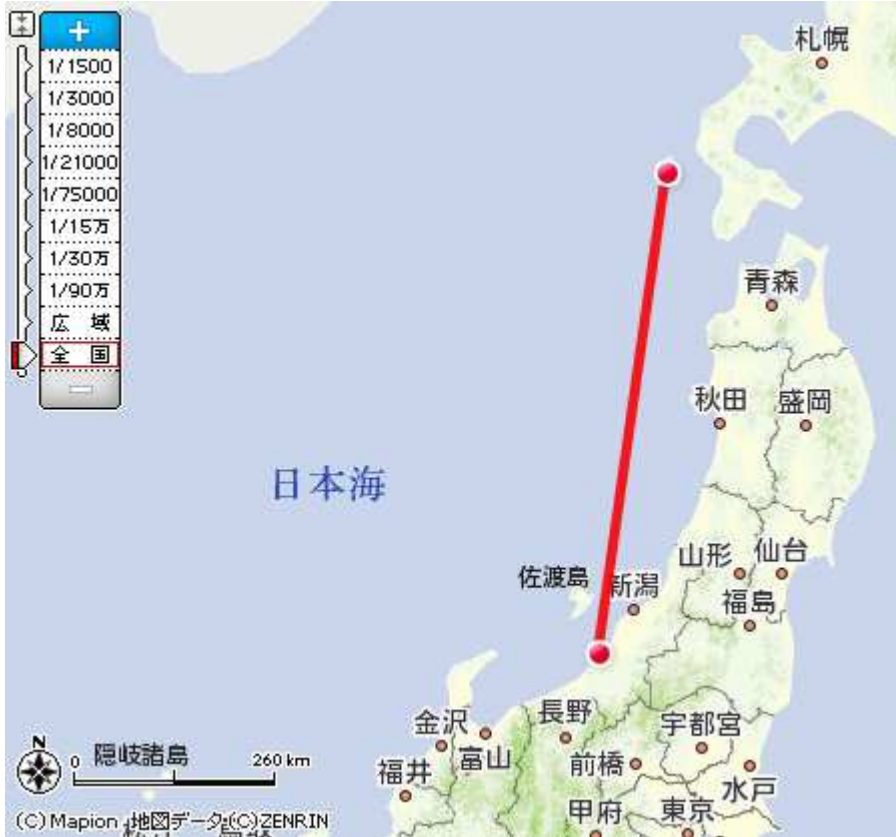 +
1/1500
1/3000
1/8000
1/21000
1/75000
1/15万
1/30万
1/90万
広 域
全 国
札幌
青森
秋田
盛岡
日本海
山形
仙台
佐渡島
新潟
福島
金沢
富山
長野
宇都宮
福井
前橋
水戸
甲府
東京
N
0
隠岐諸島
260 km
(C) Mapion 地図データ(C)ZENRIN